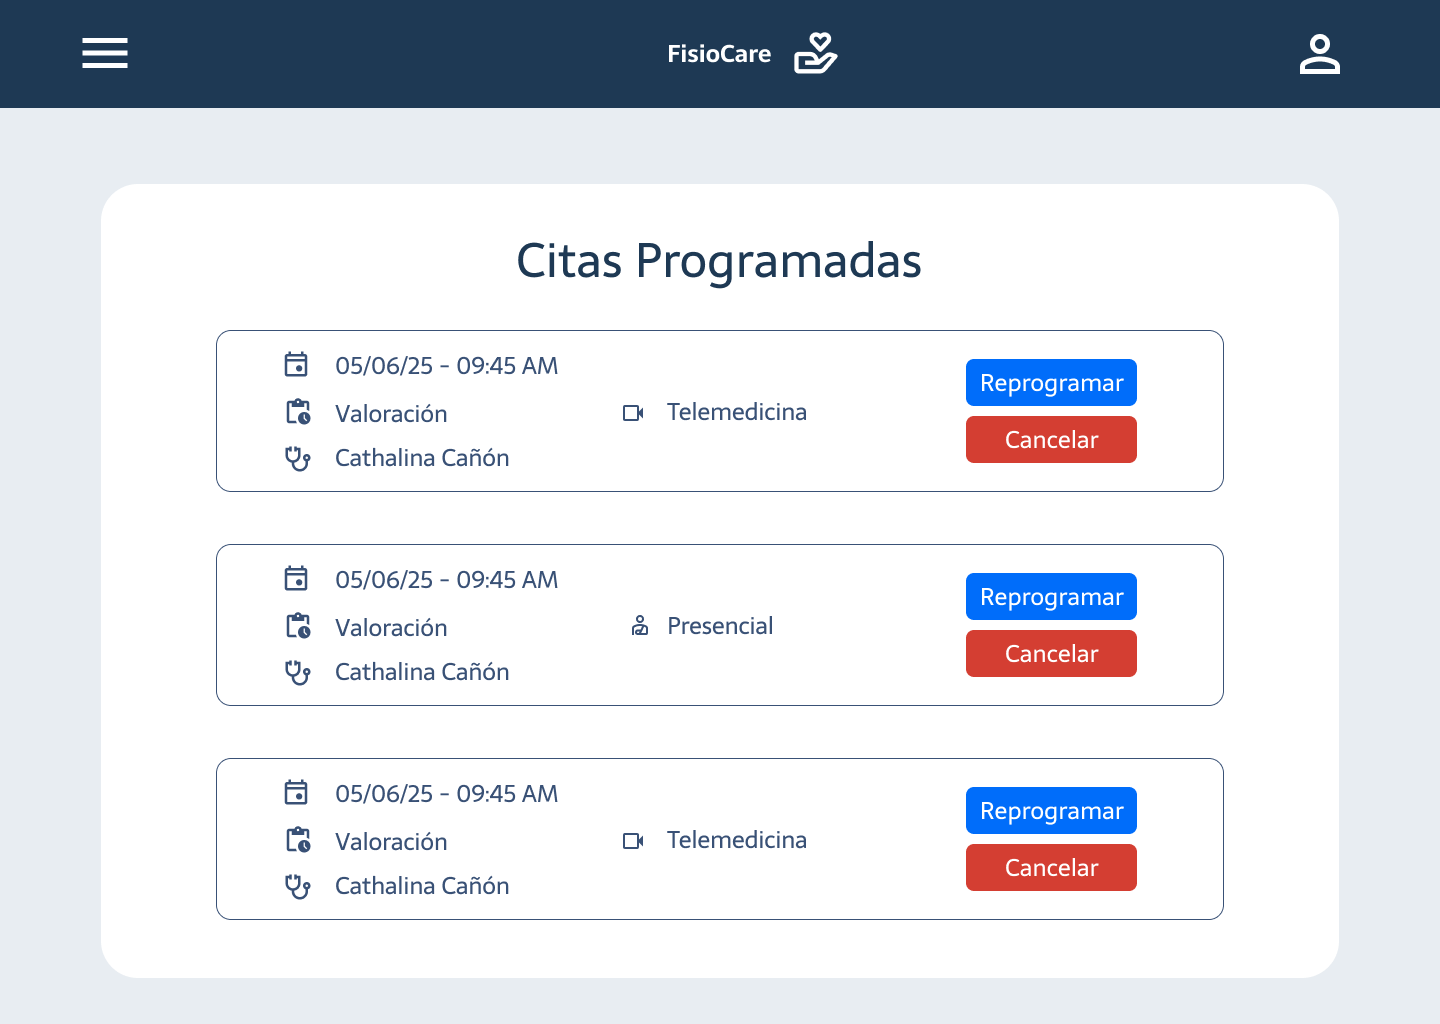 FisioCare
Citas Programadas
05/06/25 - 09:45 AM
Valoración
Cathalina Cañón
Telemedicina
Reprogramar
Cancelar
05/06/25 - 09:45 AM
Valoración
Cathalina Cañón
Presencial
Reprogramar
Cancelar
05/06/25 - 09:45 AM
Valoración
Cathalina Cañón
Telemedicina
Reprogramar
Cancelar